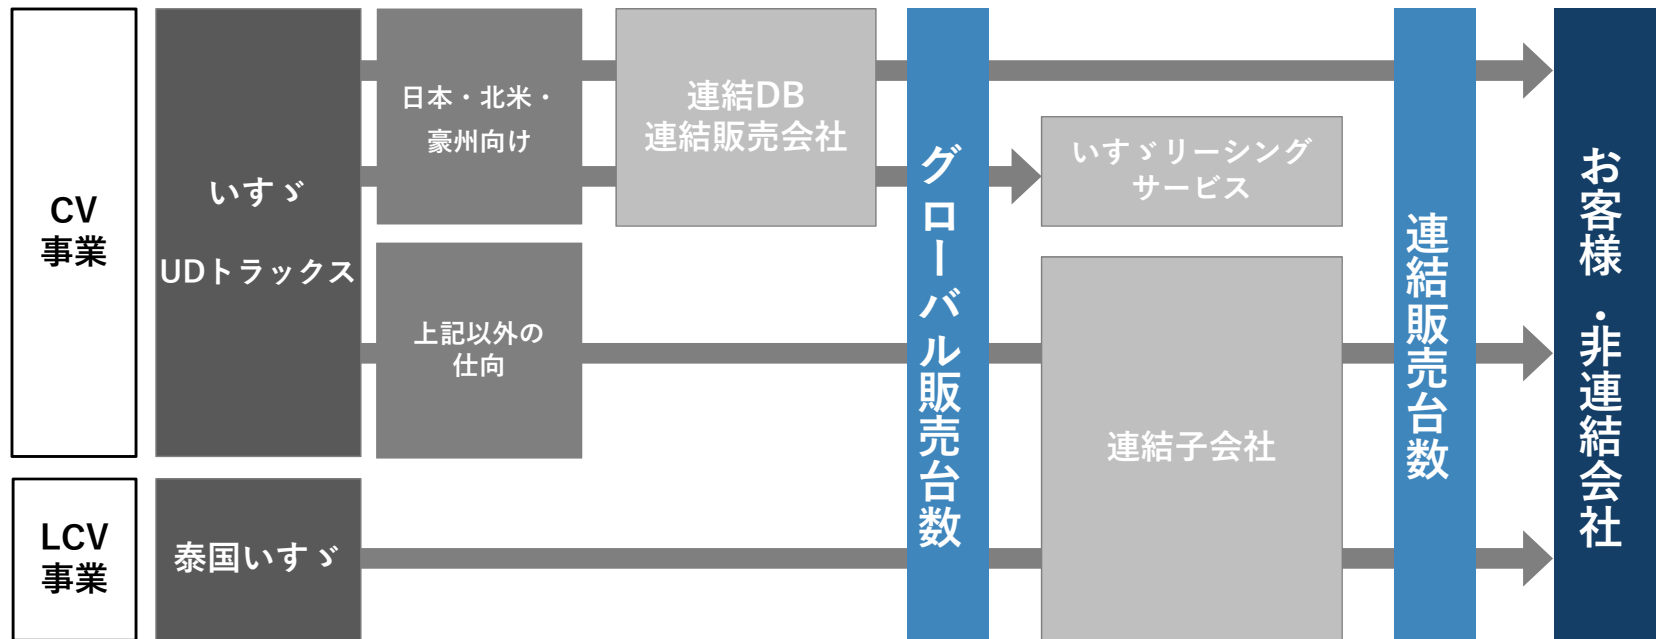 CV
事業
いすゞ
UDトラックス
日本・北米・
豪州向け
連結DB
連結販売会社
上記以外の
仕向
グローバル販売台数
いすゞリーシング
サービス
連結子会社
連結販売台数
お客様・非連結会社
LCV
事業
泰国いすゞ